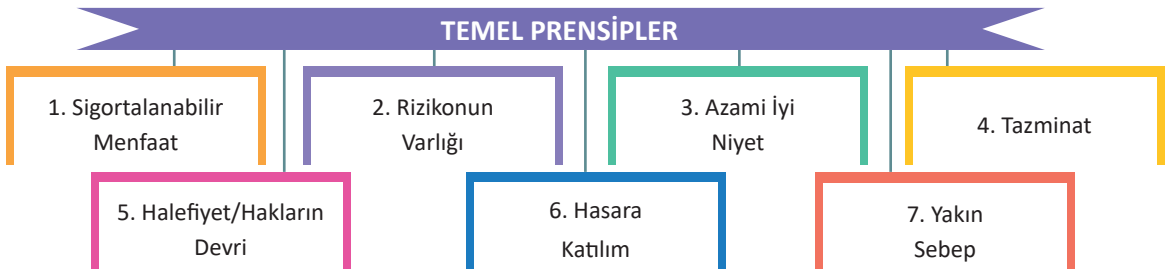 TEMEL PRENSİPLER
1. Sigortalanabilir
Menfaat
2. Rizikonun
Varlığı
3. Azami İyi
Niyet
4. Tazminat
5. Halefiyet/Hakların
Devri
6. Hasara
Katılım
7. Yakın
Sebep